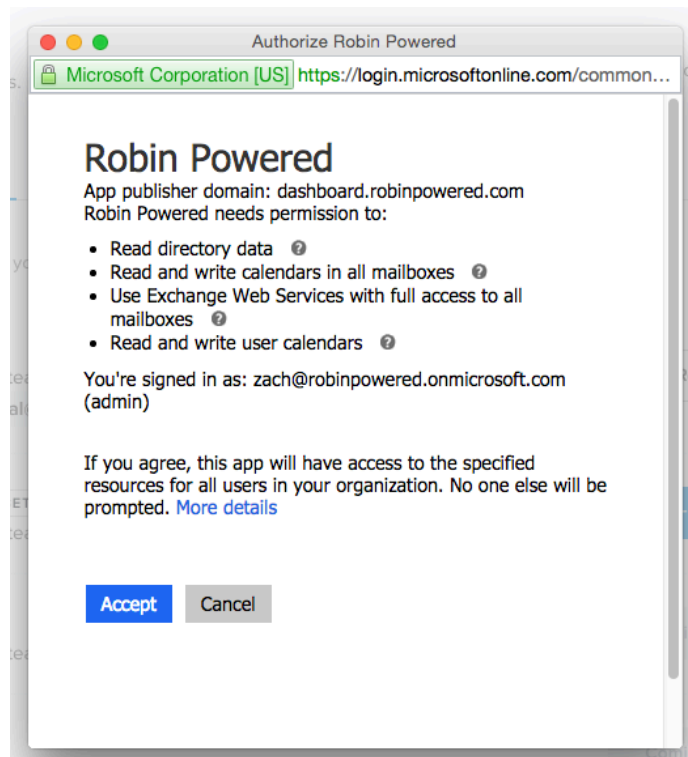 Authorize Robin Powered
Microsoft Corporation [US] https://login.microsoftonline.com/common...
Robin Powered
App publisher domain: dashboard.robinpowered.com
Robin Powered needs permission to:
• Read directory data ?
• Read and write calendars in all mailboxes ?
• Use Exchange Web Services with full access to all
mailboxes ?
• Read and write user calendars ?
You're signed in as: zach@robinpowered.onmicrosoft.com
(admin)
If you agree, this app will have access to the specified
resources for all users in your organization. No one else will be
prompted. More details
Accept Cancel